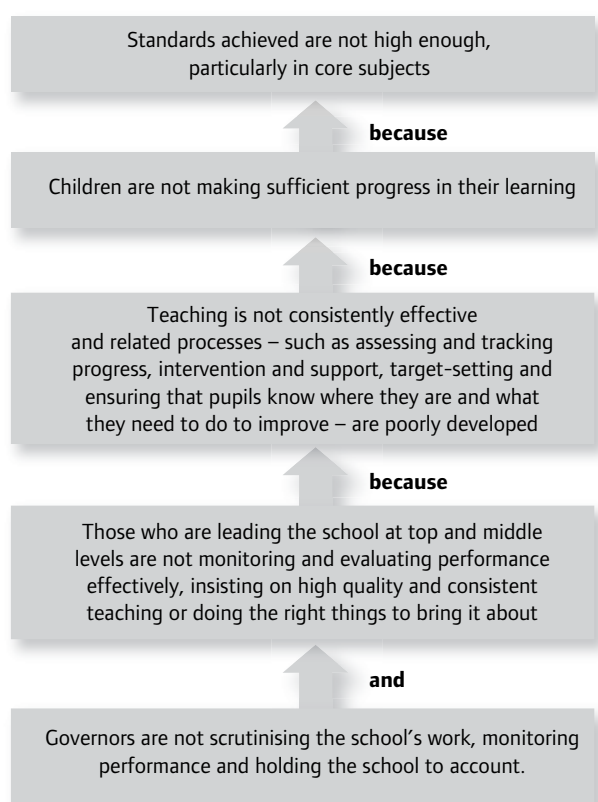 Standards achieved are not high enough,
particularly in core subjects
because
Children are not making sufficient progress in their learning
because
Teaching is not consistently effective
and related processes – such as assessing and tracking
progress, intervention and support, target-setting and
ensuring that pupils know where they are and what
they need to do to improve – are poorly developed
because
Those who are leading the school at top and middle
levels are not monitoring and evaluating performance
effectively, insisting on high quality and consistent
teaching or doing the right things to bring it about
and
Governors are not scrutinising the school's work, monitoring
performance and holding the school to account.